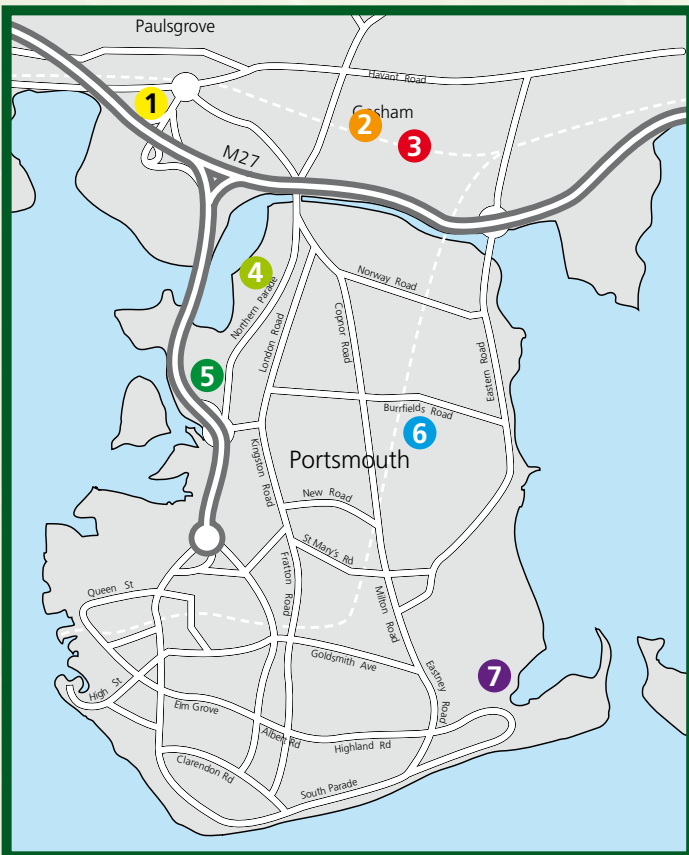 Paulsgrove
Havant Road
1
Cosham
2
3
M27
4
Norway Road
Northern Parade
London Road
Copnor Road
Eastern Road
5
Burrfields Road
6
Kingston Road
Portsmouth
New Road
St Mary's Rd
Fratton Road
Queen St
Milton Road
Goldsmith Ave
Eastney Road
7
High St
Elm Grove
Albert Rd
Highland Rd
Clarendon Rd
South Parade